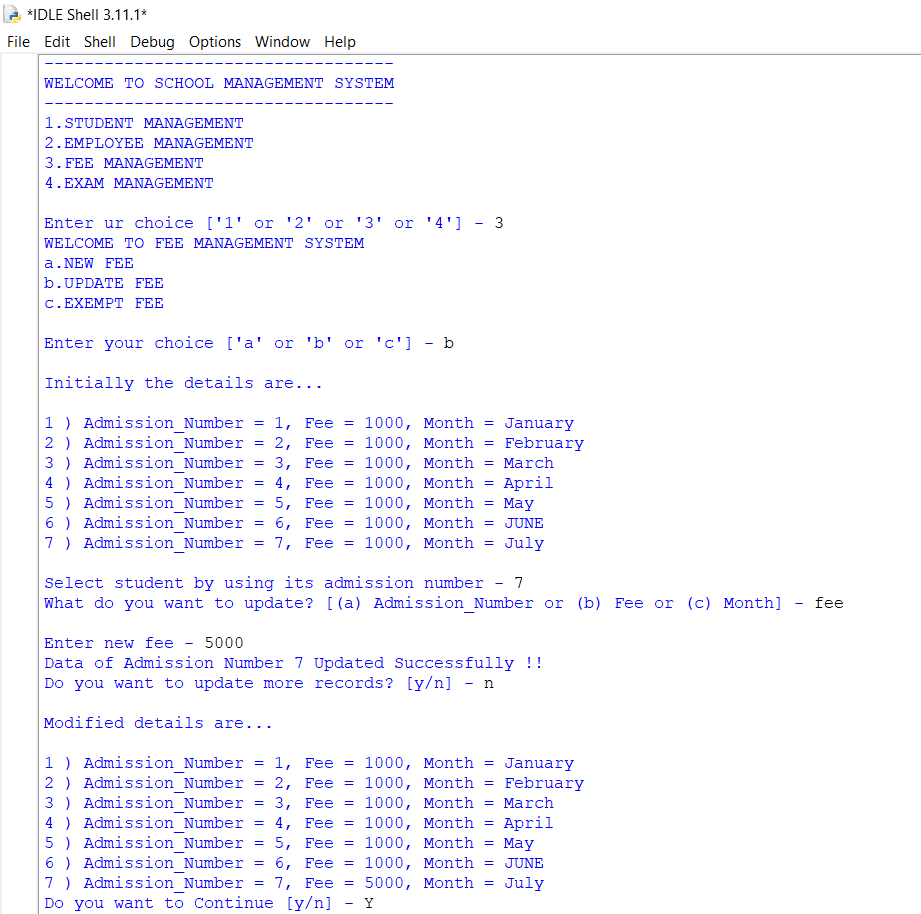 *IDLE Shell 3.11.1*
File Edit Shell Debug Options Window Help
-----------------------------------
WELCOME TO SCHOOL MANAGEMENT SYSTEM
-----------------------------------
1.STUDENT MANAGEMENT
2.EMPLOYEE MANAGEMENT
3.FEE MANAGEMENT
4.EXAM MANAGEMENT
Enter ur choice ['1' or '2' or '3' or '4'] - 3
WELCOME TO FEE MANAGEMENT SYSTEM
a.NEW FEE
b.UPDATE FEE
c.EXEMPT FEE
Enter your choice ['a' or 'b' or 'c'] - b
Initially the details are...
1 ) Admission_Number = 1, Fee = 1000, Month = January
2 ) Admission_Number = 2, Fee = 1000, Month = February
3 ) Admission_Number = 3, Fee = 1000, Month = March
4 ) Admission_Number = 4, Fee = 1000, Month = April
5 ) Admission_Number = 5, Fee = 1000, Month = May
6 ) Admission_Number = 6, Fee = 1000, Month = JUNE
7 ) Admission_Number = 7, Fee = 1000, Month = July
Select student by using its admission number - 7
What do you want to update? [(a) Admission_Number or (b) Fee or (c) Month] - fee
Enter new fee - 5000
Data of Admission Number 7 Updated Successfully !!
Do you want to update more records? [y/n] - n
Modified details are...
1 ) Admission_Number = 1, Fee = 1000, Month = January
2 ) Admission_Number = 2, Fee = 1000, Month = February
3 ) Admission_Number = 3, Fee = 1000, Month = March
4 ) Admission_Number = 4, Fee = 1000, Month = April
5 ) Admission_Number = 5, Fee = 1000, Month = May
6 ) Admission_Number = 6, Fee = 1000, Month = JUNE
7 ) Admission_Number = 7, Fee = 5000, Month = July
Do you want to Continue [y/n] - Y